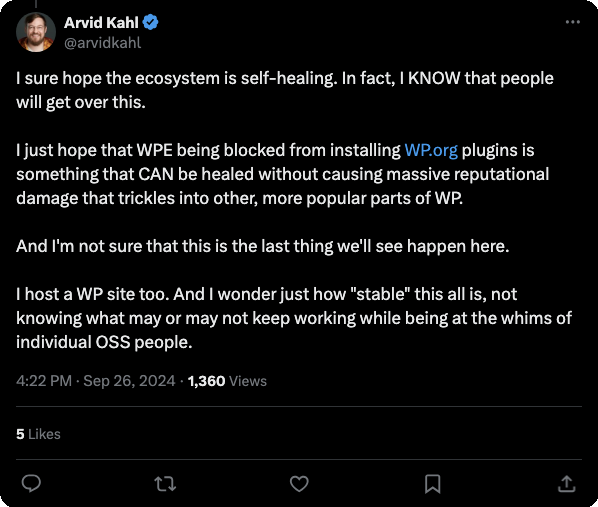 Arvid Kahl
@arvidkahl
I sure hope the ecosystem is self-healing. In fact, I KNOW that people
will get over this.
I just hope that WPE being blocked from installing WP.org plugins is
something that CAN be healed without causing massive reputational
damage that trickles into other, more popular parts of WP.
And I'm not sure that this is the last thing we'll see happen here.
I host a WP site too. And I wonder just how "stable" this all is, not
knowing what may or may not keep working while being at the whims of
individual OSS people.
4:22 PM · Sep 26, 2024 · 1,360 Views
5 Likes